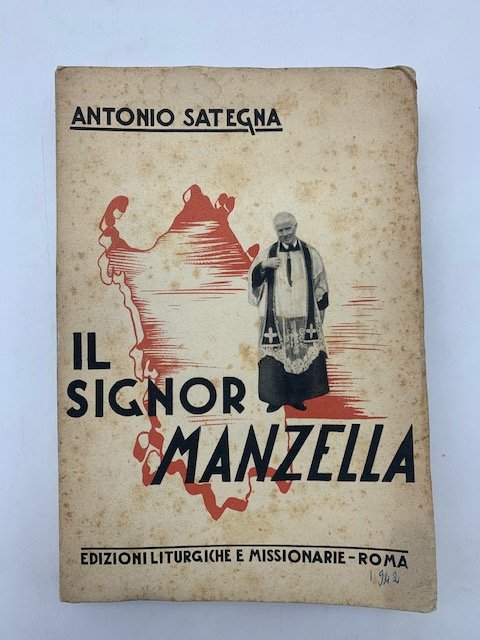 ANTONIO SATEGNA
IL
SIGNOR
MANZELLA
EDIZIONI LITURGICHE E MISSIONARIE - ROMA
1942